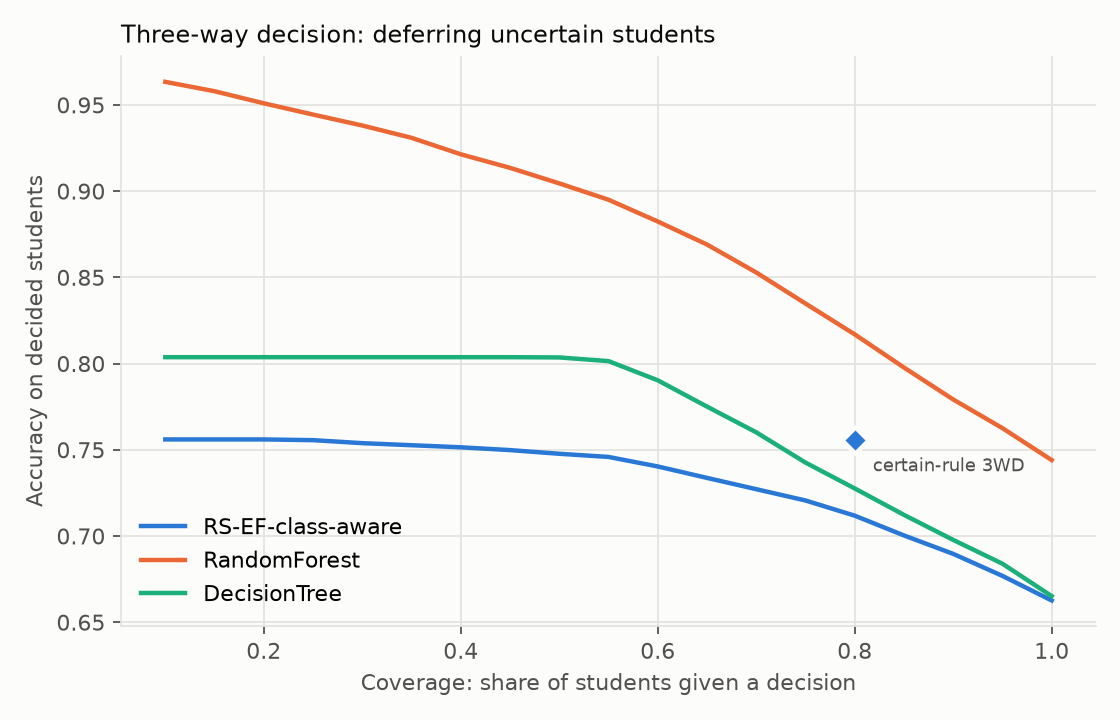 Three-way decision: deferring uncertain students
Accuracy on decided students
0.95
0.90
0.85
0.80
0.75
0.70
0.65
certain-rule 3WD
RS-EF-class-aware
RandomForest
DecisionTree
0.2 0.4 0.6 0.8 1.0
Coverage: share of students given a decision